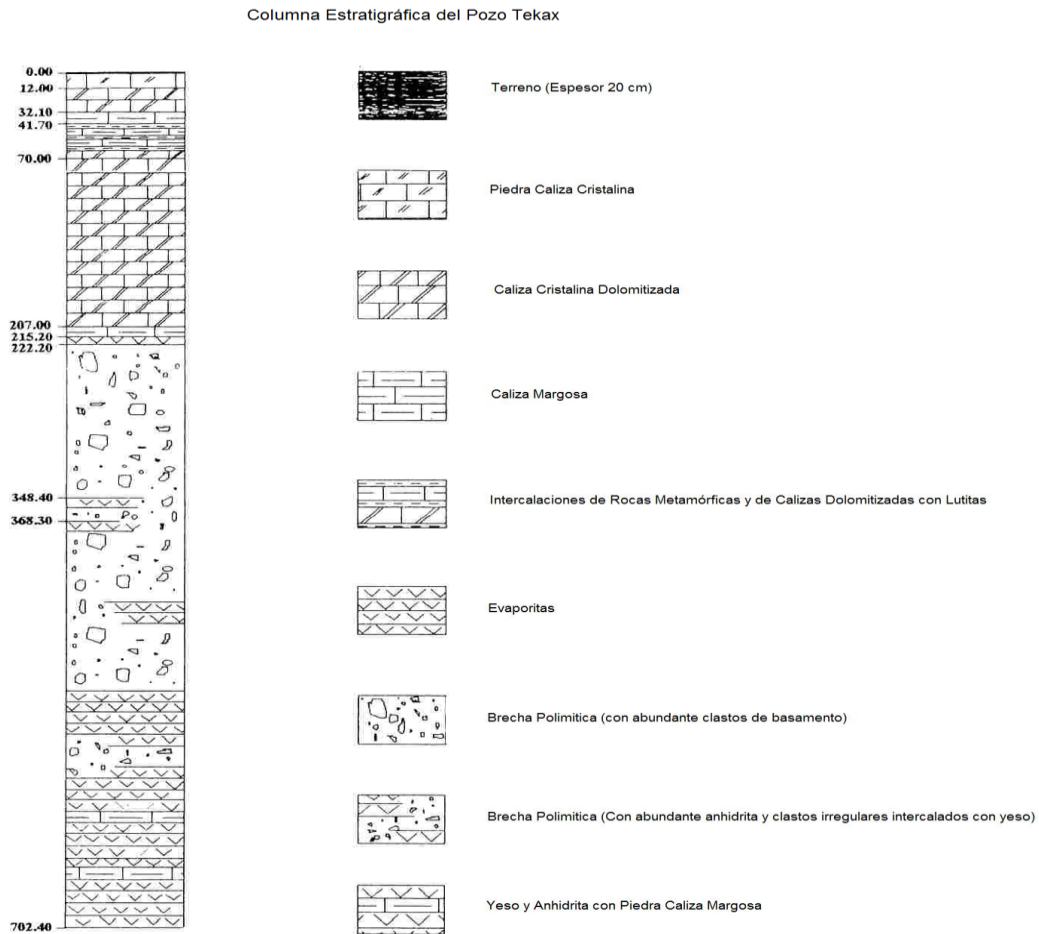 Columna Estratigráfica del Pozo Tekax
0.00
12.00
32.10
41.70
70.00
207.00
215.20
222.20
348.40
368.30
702.40
Terreno (Espesor 20 cm)
Piedra Caliza Cristalina
Caliza Cristalina Dolomitizada
Caliza Margosa
Intercalaciones de Rocas Metamórficas y de Calizas Dolomitizadas con Lutitas
Evaporitas
Brecha Polimitica (con abundante clastos de basamento)
Brecha Polimitica (Con abundante anhidrita y clastos irregulares intercalados con yeso)
Yeso y Anhidrita con Piedra Caliza Margosa